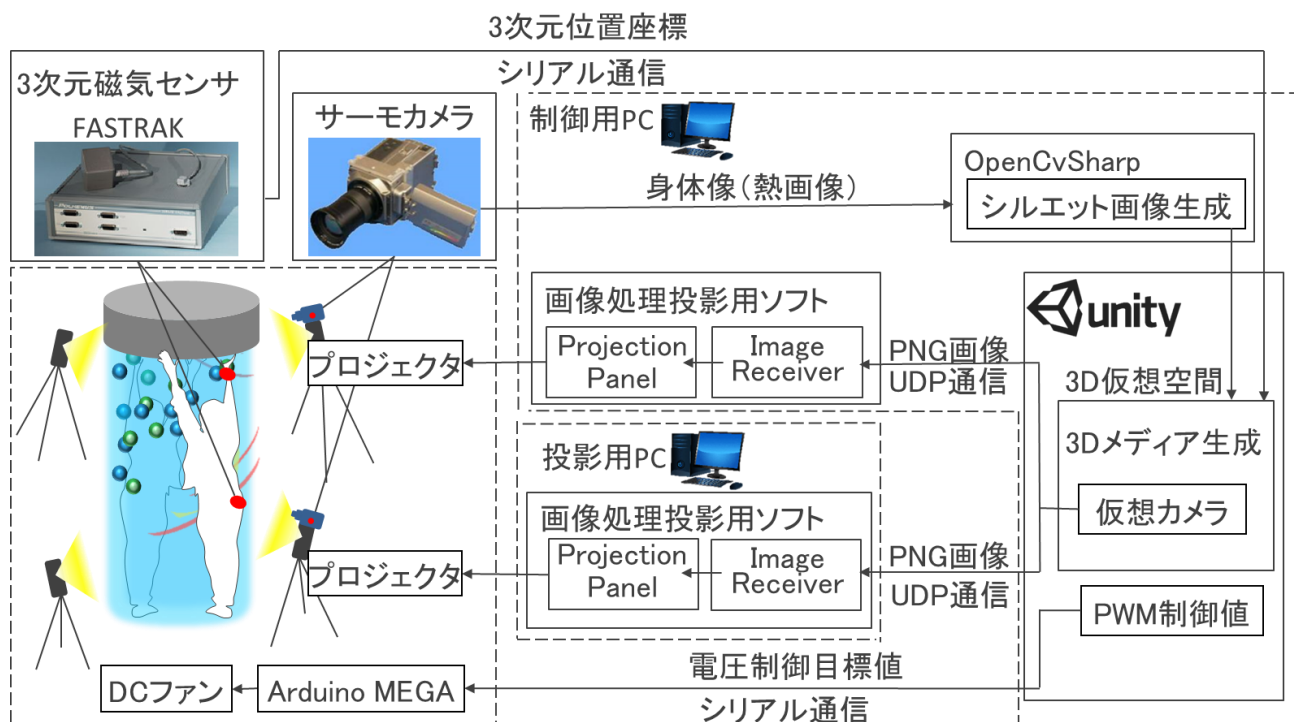 3次元位置座標
シリアル通信
3次元磁気センサ
FASTRAK
サーモカメラ
制御用PC
身体像(熱画像)
OpenCvSharp
シルエット画像生成
unity
3D仮想空間
3Dメディア生成
仮想カメラ
PWM制御値
画像処理投影用ソフト
Projection
Panel
Image
Receiver
PNG画像
UDP通信
プロジェクタ
投影用PC
画像処理投影用ソフト
Projection
Panel
Image
Receiver
PNG画像
UDP通信
プロジェクタ
電圧制御目標値
シリアル通信
Arduino MEGA
DCファン